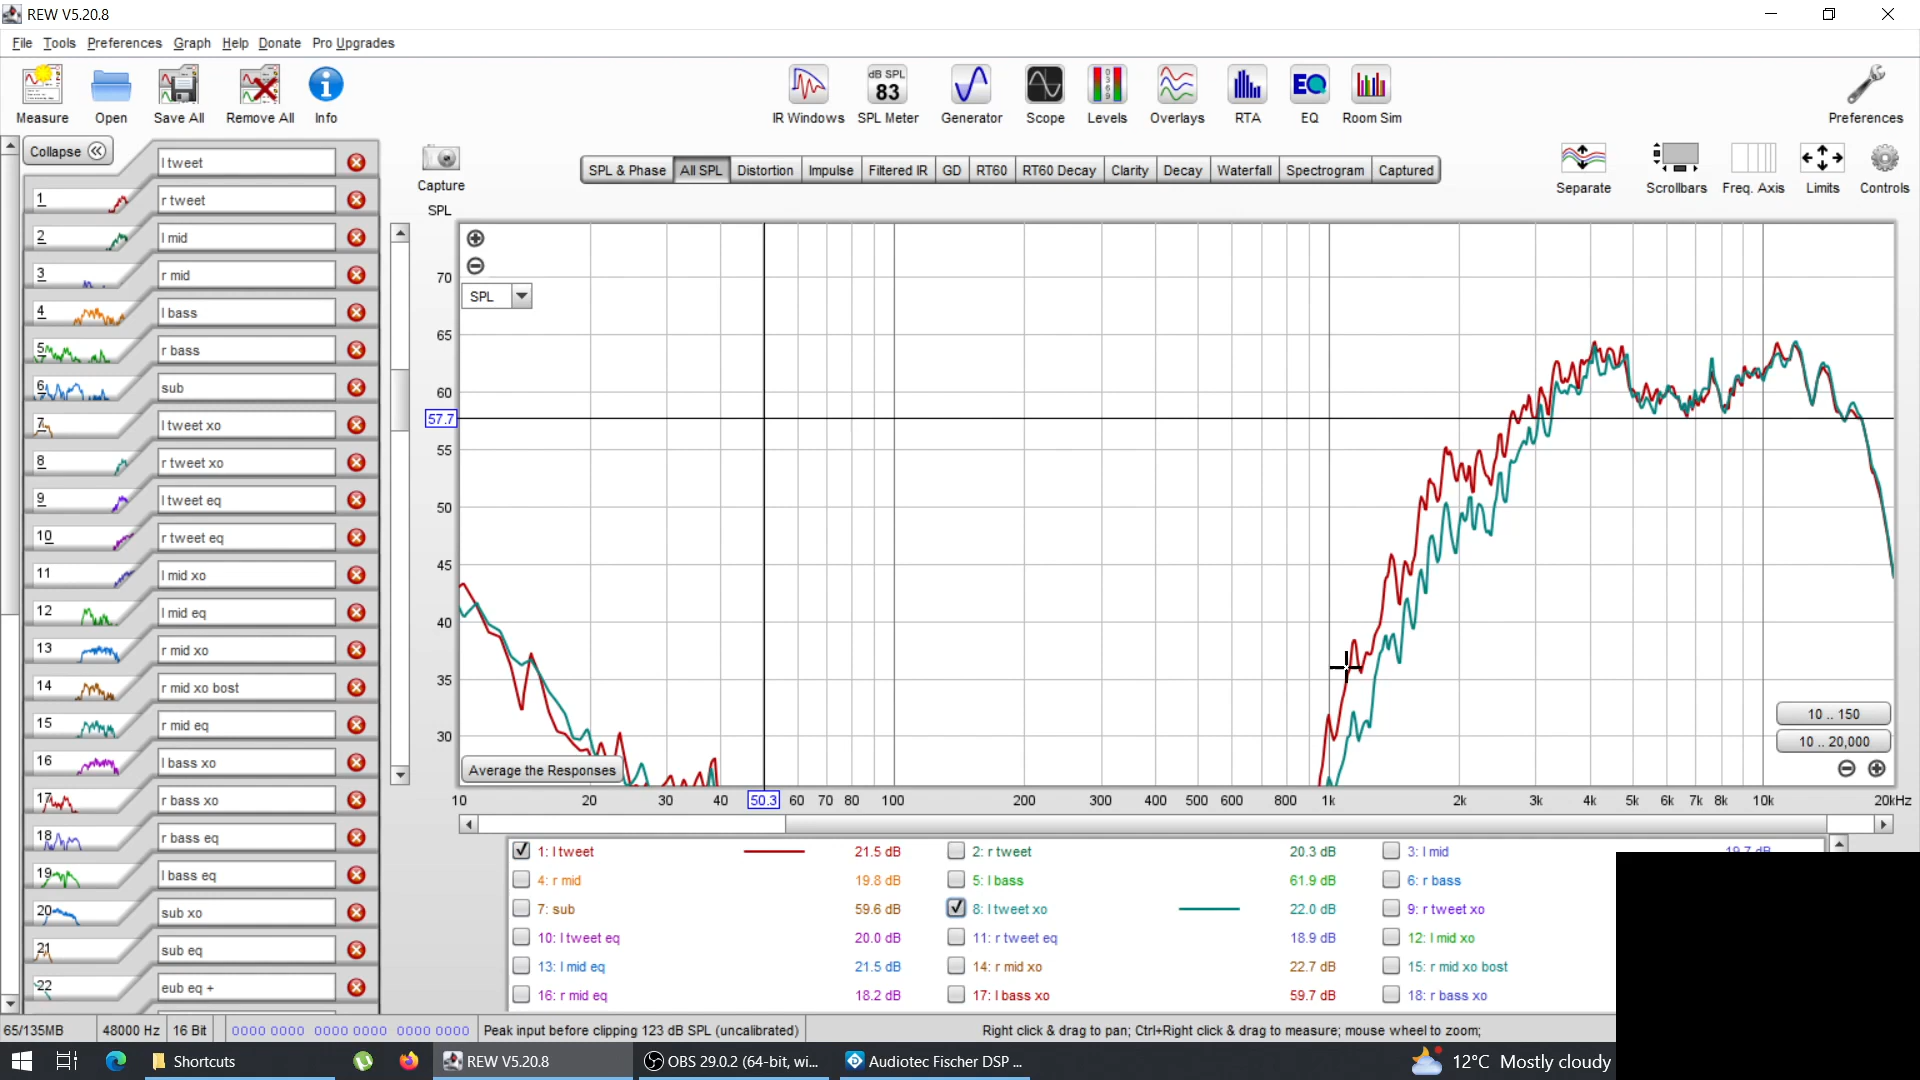 REW V5.20.8
File Tools Preferences Graph Help Donate Pro Upgrades
Measure Open Save All Remove All Info
dB SPL
83
EQ
IR Windows SPL Meter Generator Scope Levels Overlays RTA EQ Room Sim
Preferences
Collapse
Capture
SPL & Phase All SPL Distortion Impulse Filtered IR GD RT60 RT60 Decay Clarity Decay Waterfall Spectrogram Captured
Separate Scrollbars Freq. Axis Limits Controls
l tweet
1 r tweet
2 l mid
3 r mid
4 l bass
5 r bass
6 sub
7 l tweet xo
8 r tweet xo
9 l tweet eq
10 r tweet eq
11 l mid xo
12 l mid eq
13 r mid xo
14 r mid xo bost
15 r mid eq
16 l bass xo
17 r bass xo
18 r bass eq
19 l bass eq
20 sub xo
21 sub eq
22 eub eq +
SPL
SPL
70
65
60
57.7
55
50
45
40
35
30
10 .. 150
10 .. 20,000
Average the Responses
10 20 30 40 50.3 60 70 80 100 200 300 400 500 600 800 1k 2k 3k 4k 5k 6k 7k 8k 10k 20kHz
1: l tweet 21.5 dB 2: r tweet 20.3 dB 3: l mid 19.7 dB
4: r mid 19.8 dB 5: l bass 61.9 dB 6: r bass
7: sub 59.6 dB 8: l tweet xo 22.0 dB 9: r tweet xo
10: l tweet eq 20.0 dB 11: r tweet eq 18.9 dB 12: l mid xo
13: l mid eq 21.5 dB 14: r mid xo 22.7 dB 15: r mid xo bost
16: r mid eq 18.2 dB 17: l bass xo 59.7 dB 18: r bass xo
65/135MB 48000 Hz 16 Bit 0000 0000 0000 0000 0000 0000 Peak input before clipping 123 dB SPL (uncalibrated) Right click & drag to pan; Ctrl+Right click & drag to measure; mouse wheel to zoom;
Shortcuts REW V5.20.8 OBS 29.0.2 (64-bit, wi... Audiotec Fischer DSP ... 12°C Mostly cloudy